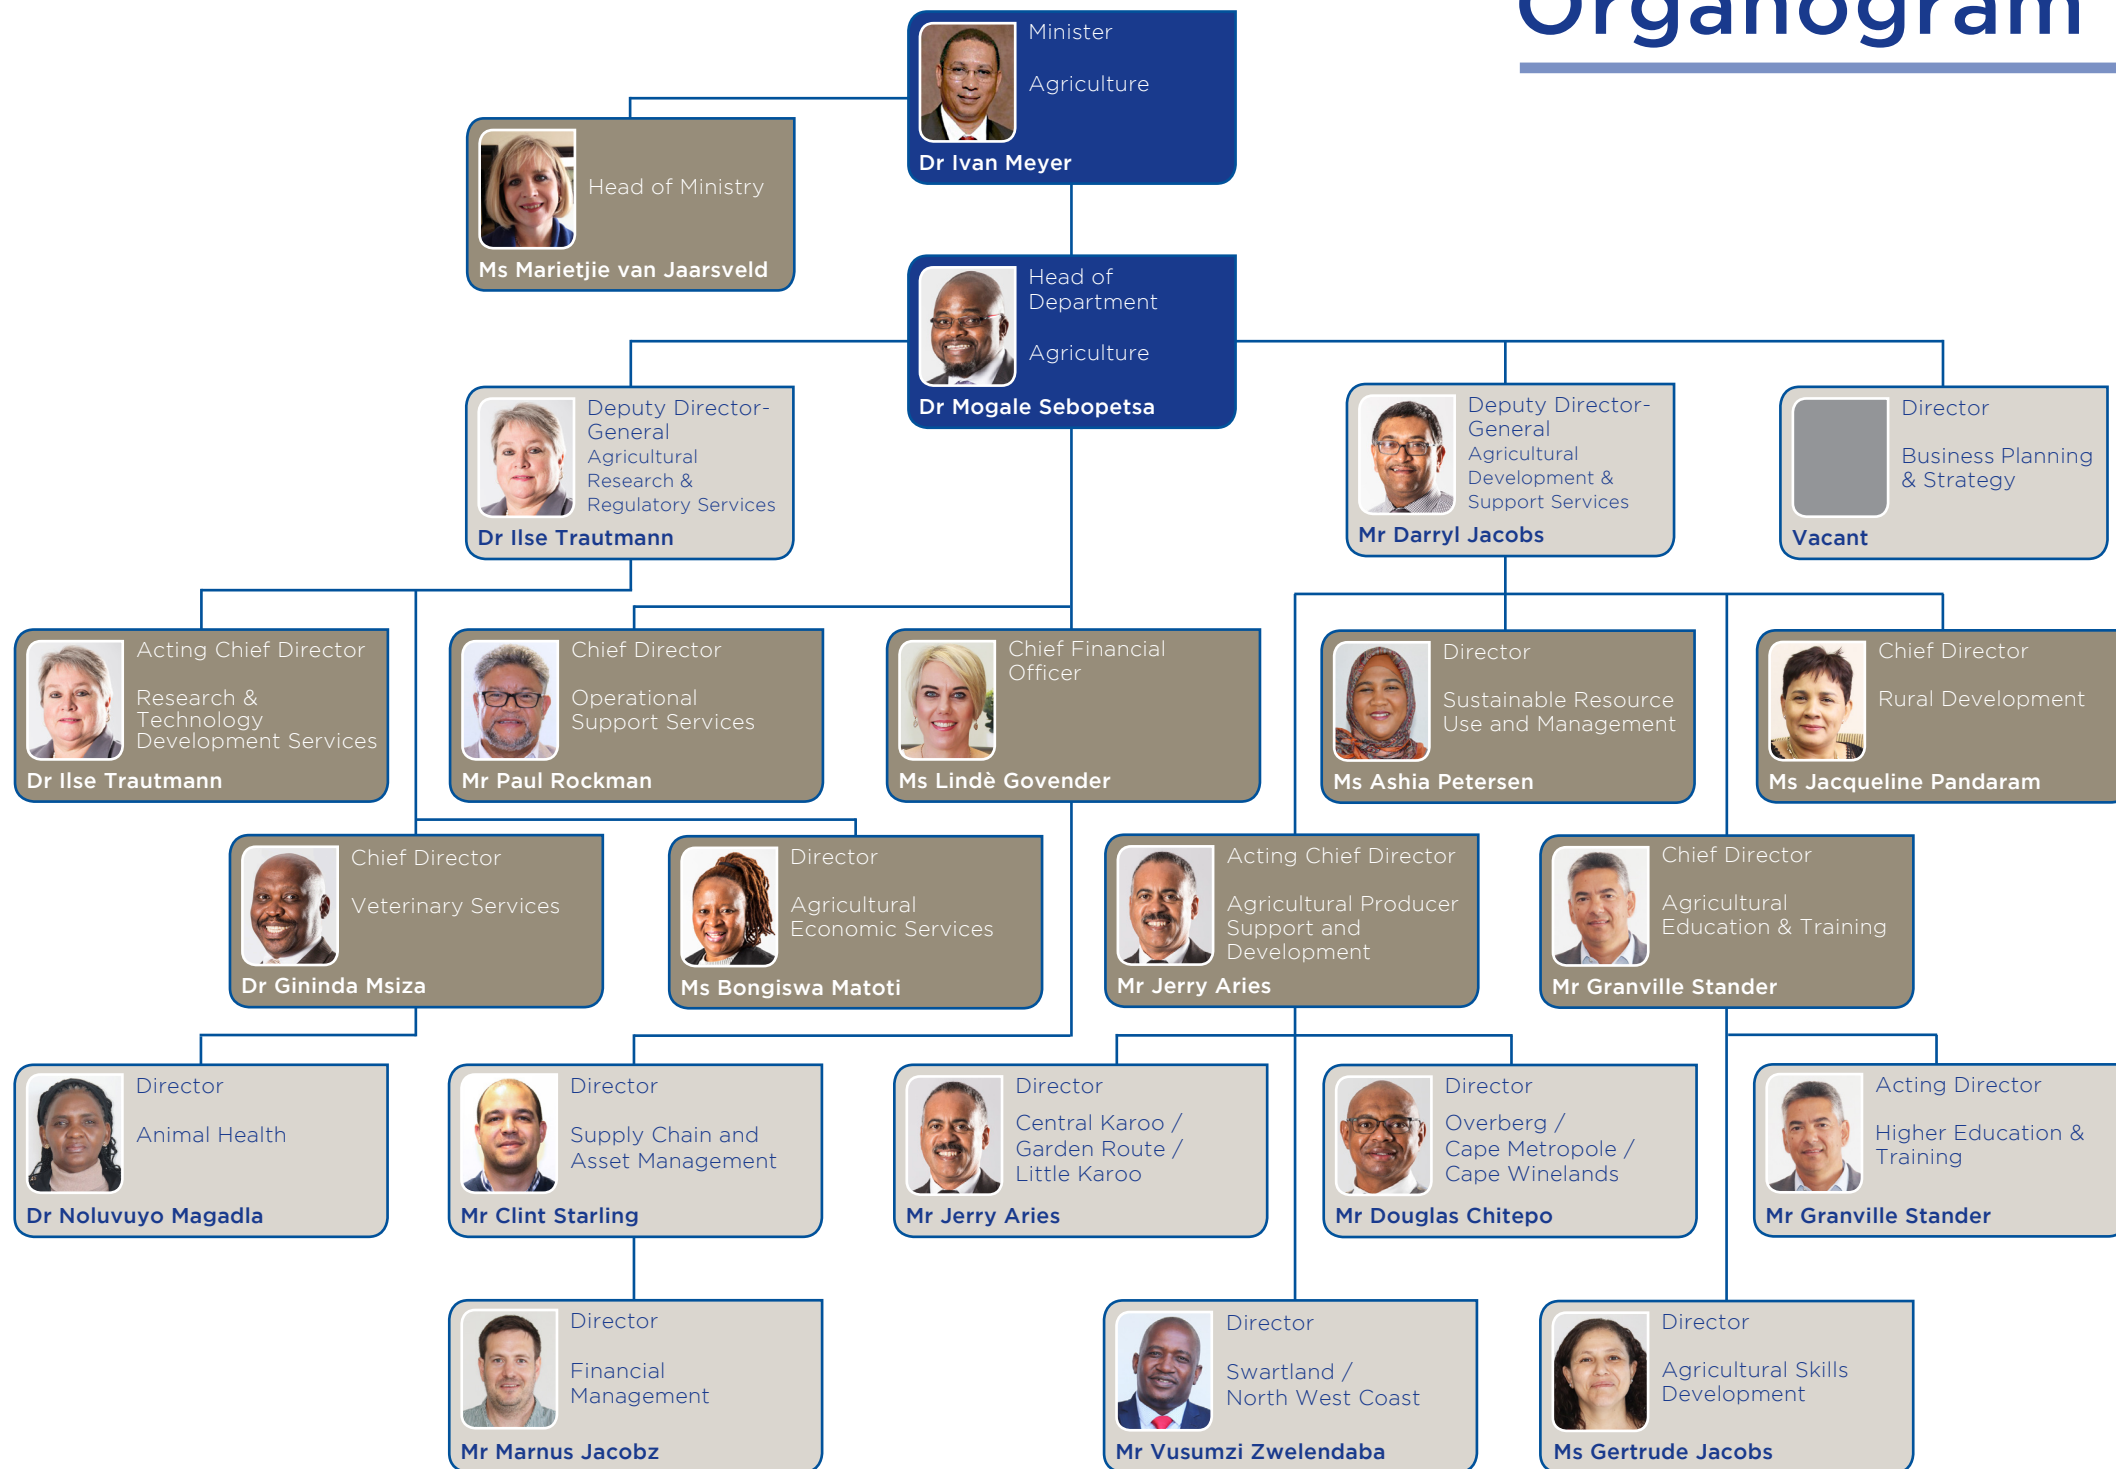 Organogram
Minister
Agriculture
Dr Ivan Meyer
Head of Ministry
Ms Marietjie van Jaarsveld
Head of
Department
Agriculture
Dr Mogale Sebopetsa
Deputy Director-
General
Agricultural
Research &
Regulatory Services
Dr Ilse Trautmann
Deputy Director-
General
Agricultural
Development &
Support Services
Mr Darryl Jacobs
Director
Business Planning
& Strategy
Vacant
Acting Chief Director
Research &
Technology
Development Services
Dr Ilse Trautmann
Chief Director
Operational
Support Services
Mr Paul Rockman
Chief Financial
Officer
Ms Lindè Govender
Director
Sustainable Resource
Use and Management
Ms Ashia Petersen
Chief Director
Rural Development
Ms Jacqueline Pandaram
Chief Director
Veterinary Services
Dr Gininda Msiza
Director
Agricultural
Economic Services
Ms Bongiswa Matoti
Acting Chief Director
Agricultural Producer
Support and
Development
Mr Jerry Aries
Chief Director
Agricultural
Education & Training
Mr Granville Stander
Director
Animal Health
Dr Noluvuyo Magadla
Director
Supply Chain and
Asset Management
Mr Clint Starling
Director
Central Karoo /
Garden Route /
Little Karoo
Mr Jerry Aries
Director
Overberg /
Cape Metropole /
Cape Winelands
Mr Douglas Chitepo
Acting Director
Higher Education &
Training
Mr Granville Stander
Director
Financial
Management
Mr Marnus Jacobz
Director
Swartland /
North West Coast
Mr Vusumzi Zwelendaba
Director
Agricultural Skills
Development
Ms Gertrude Jacobs